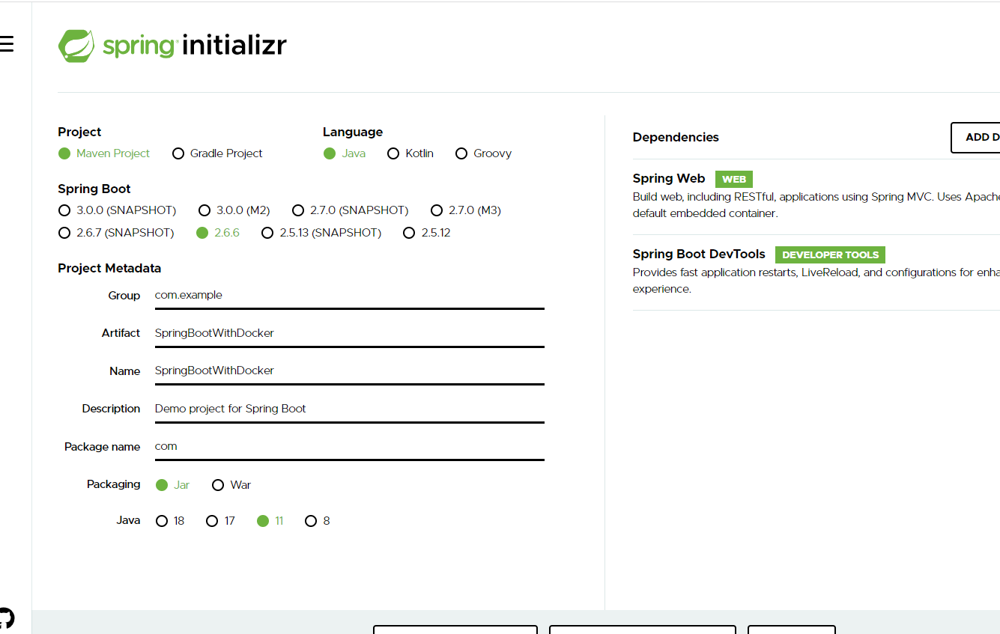 spring initializr
Project
Maven Project Gradle Project
Language
Java Kotlin Groovy
Spring Boot
3.0.0 (SNAPSHOT) 3.0.0 (M2) 2.7.0 (SNAPSHOT) 2.7.0 (M3)
2.6.7 (SNAPSHOT) 2.6.6 2.5.13 (SNAPSHOT) 2.5.12
Project Metadata
Group com.example
Artifact SpringBootWithDocker
Name SpringBootWithDocker
Description Demo project for Spring Boot
Package name com
Packaging Jar War
Java 18 17 11 8
Dependencies ADD D
Spring Web WEB
Build web, including RESTful, applications using Spring MVC. Uses Apache
default embedded container.
Spring Boot DevTools DEVELOPER TOOLS
Provides fast application restarts, LiveReload, and configurations for enha
experience.